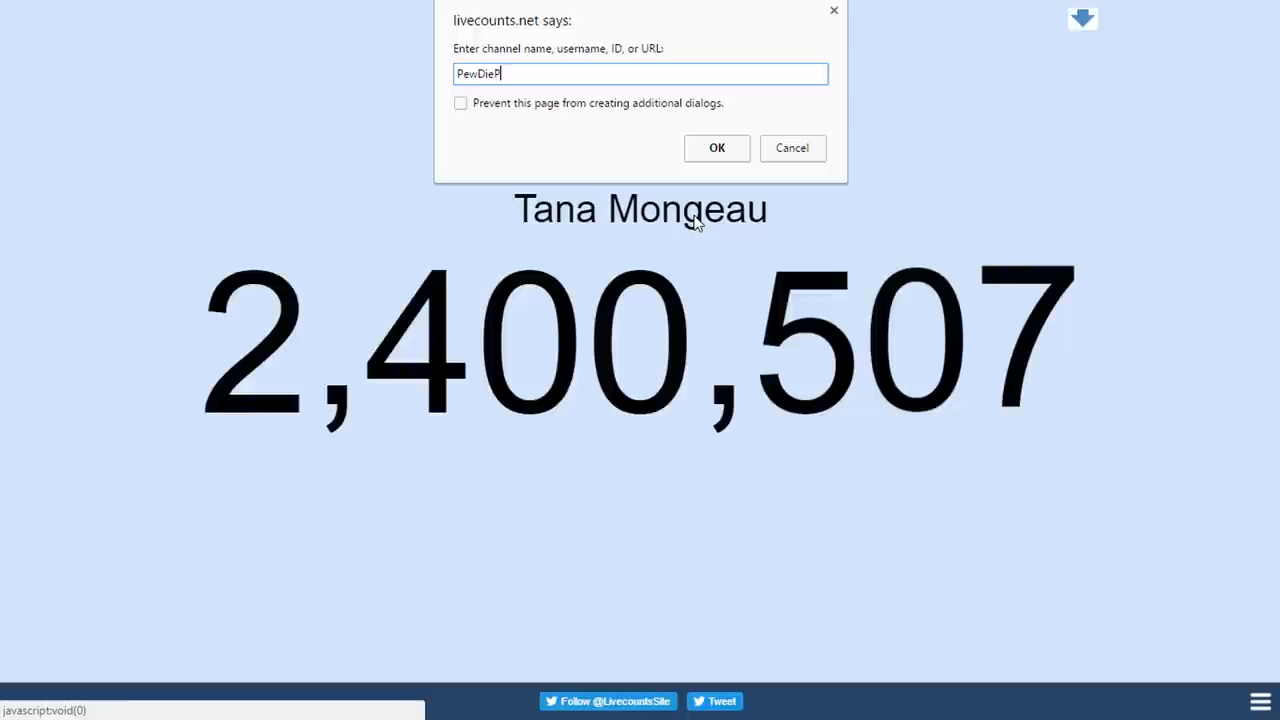 livecounts.net says:
Enter channel name, username, ID, or URL:
PewDieP
Prevent this page from creating additional dialogs.
OK Cancel
Tana Mongeau
2,400,507
Follow @LivecountsSite Tweet
javascript:void(0)